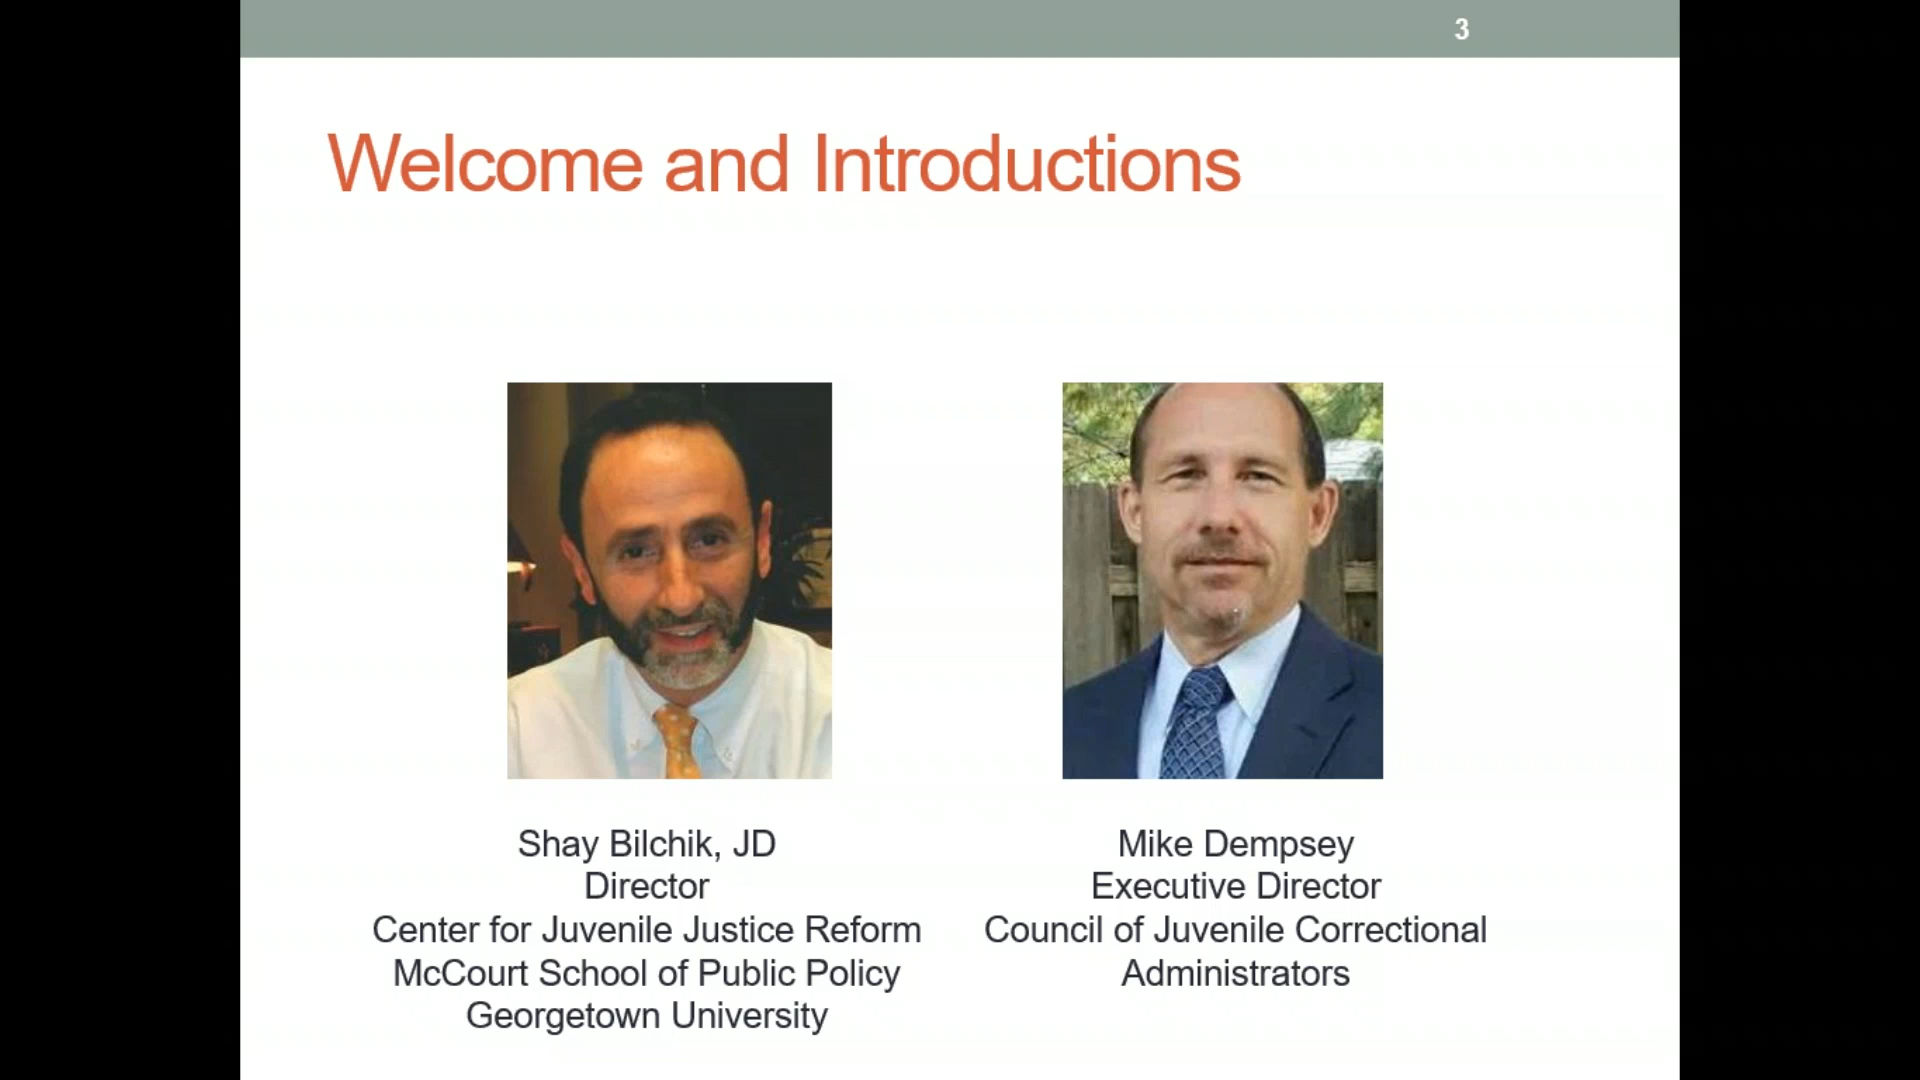 3
Welcome and Introductions
Shay Bilchik, JD
Director
Center for Juvenile Justice Reform
McCourt School of Public Policy
Georgetown University
Mike Dempsey
Executive Director
Council of Juvenile Correctional
Administrators